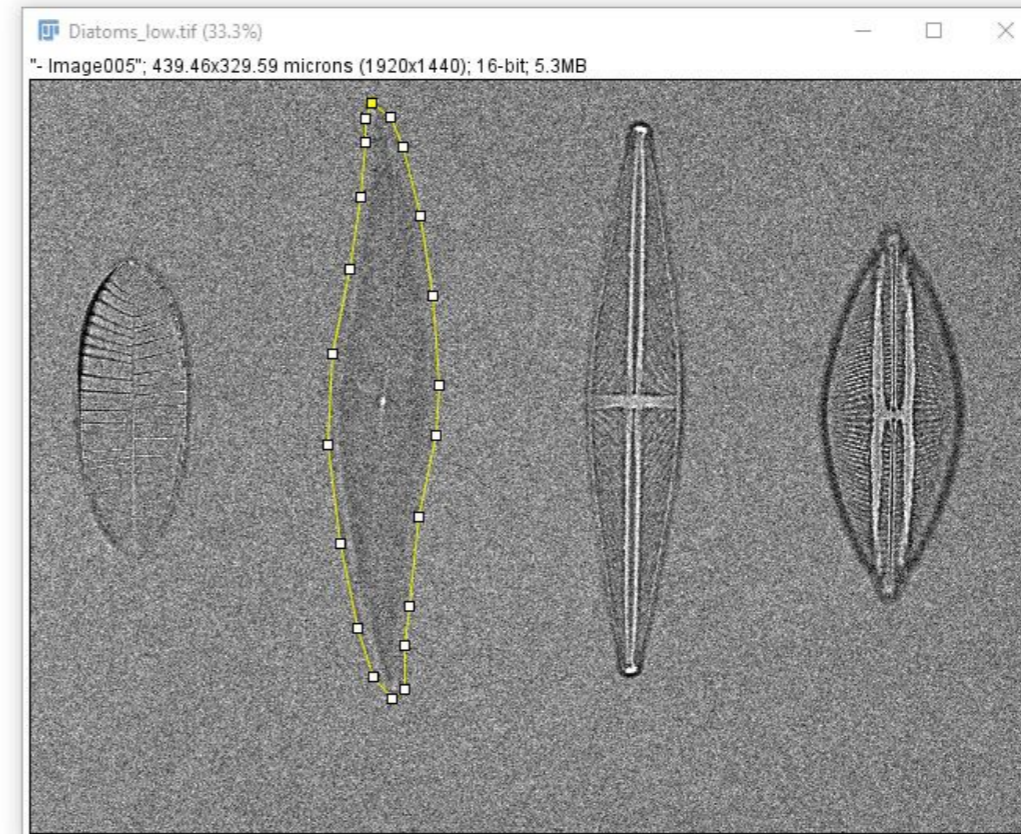 Diatoms_low.tif (33.3%)
"- Image005"; 439.46x329.59 microns (1920x1440); 16-bit; 5.3MB